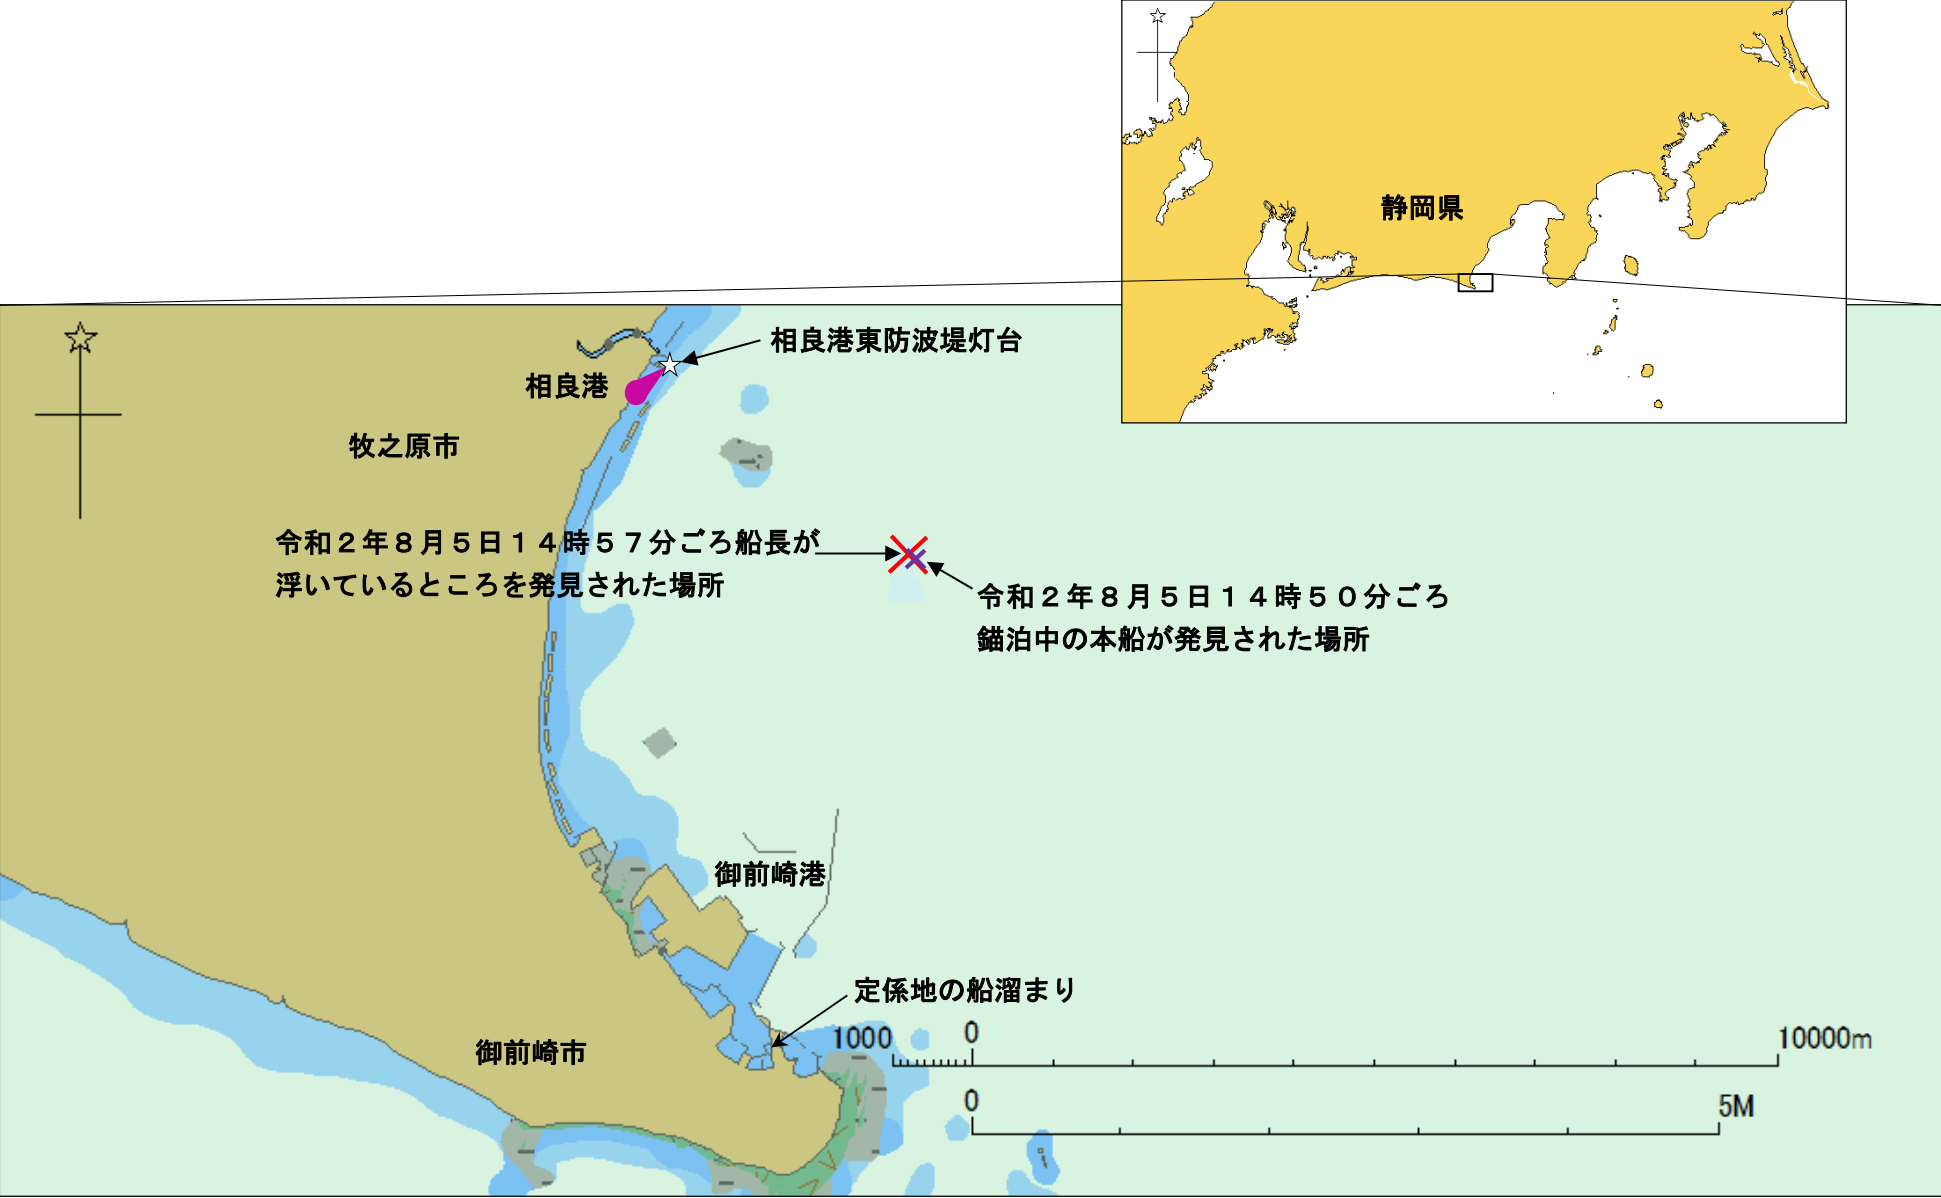 静岡県
相良港東防波堤灯台
相良港
牧之原市
令和２年８月５日１４時５７分ごろ船長が
浮いているところを発見された場所
令和２年８月５日１４時５０分ごろ
錨泊中の本船が発見された場所
御前崎港
定係地の船溜まり
御前崎市
1000 0 10000m
0 5M